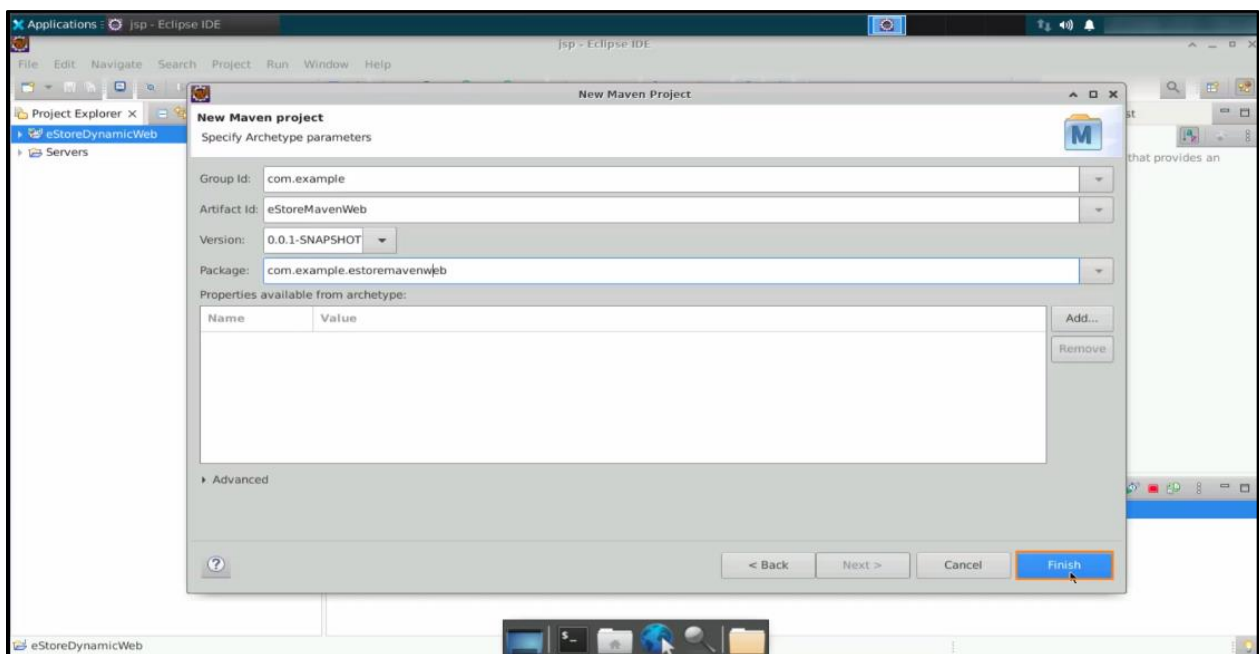 Applications jsp - Eclipse IDE
jsp - Eclipse IDE
File Edit Navigate Search Project Run Window Help
New Maven Project
Project Explorer
eStoreDynamicWeb
Servers
New Maven project
Specify Archetype parameters
M
st
that provides an
Group Id: com.example
Artifact Id: eStoreMavenWeb
Version: 0.0.1-SNAPSHOT
Package: com.example.estoremavenweb
Properties available from archetype:
Name Value
Add...
Remove
Advanced
?
< Back Next > Cancel Finish
$_
eStoreDynamicWeb